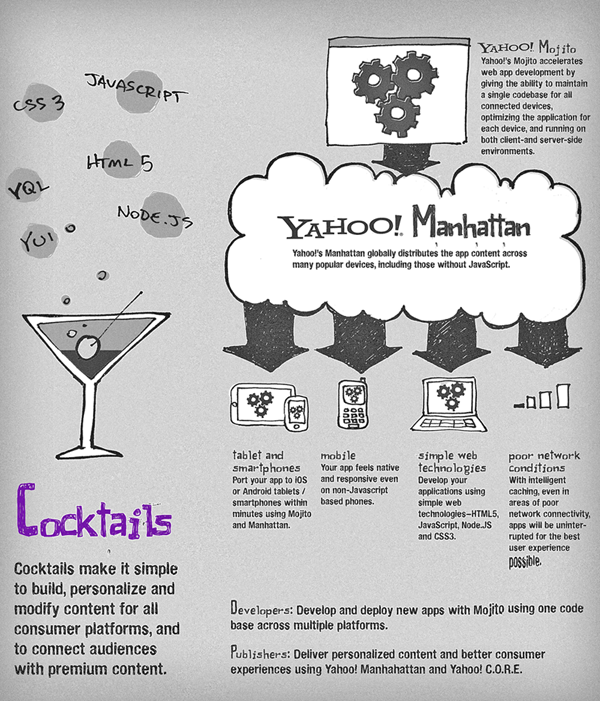 CSS 3
JAVASCRIPT
HTML 5
YQL
NODE.JS
YUI
Cocktails
Cocktails make it simple
to build, personalize and
modify content for all
consumer platforms, and
to connect audiences
with premium content.
YAHOO! Mojito
Yahoo!'s Mojito accelerates
web app development by
giving the ability to maintain
a single codebase for all
connected devices,
optimizing the application for
each device, and running on
both client-and server-side
environments.
YAHOO! Manhattan
Yahoo!'s Manhattan globally distributes the app content across
many popular devices, including those without JavaScript.
tablet and
smartphones
Port your app to iOS
or Android tablets /
smartphones within
minutes using Mojito
and Manhattan.
mobile
Your app feels native
and responsive even
on non-Javascript
based phones.
simple web
technologies
Develop your
applications using
simple web
technologies–HTML5,
JavaScript, Node.JS
and CSS3.
poor network
conditions
With intelligent
caching, even in
areas of poor
network connectivity,
apps will be uninter-
rupted for the best
user experience
possible.
Developers: Develop and deploy new apps with Mojito using one code
base across multiple platforms.
Publishers: Deliver personalized content and better consumer
experiences using Yahoo! Manhahattan and Yahoo! C.O.R.E.